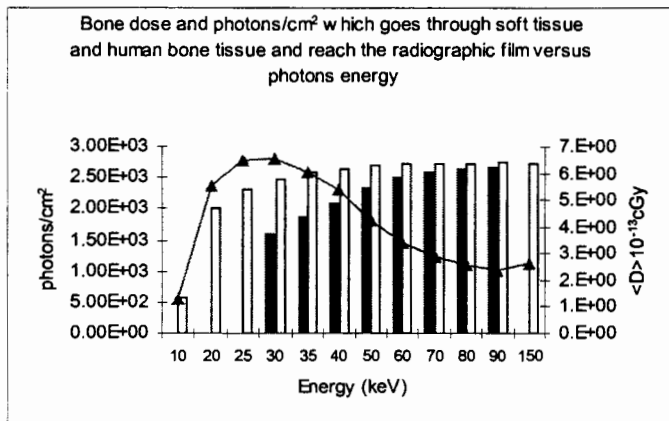 Bone dose and photons/cm² which goes through soft tissue
and human bone tissue and reach the radiographic film versus
photons energy
3.00E+03
2.50E+03
2.00E+03
1.50E+03
1.00E+03
5.00E+02
0.00E+00
photons/cm²
7.E+00
6.E+00
5.E+00
4.E+00
3.E+00
2.E+00
1.E+00
0.E+00
<D>10⁻¹³cGy
10 20 25 30 35 40 50 60 70 80 90 150
Energy (keV)